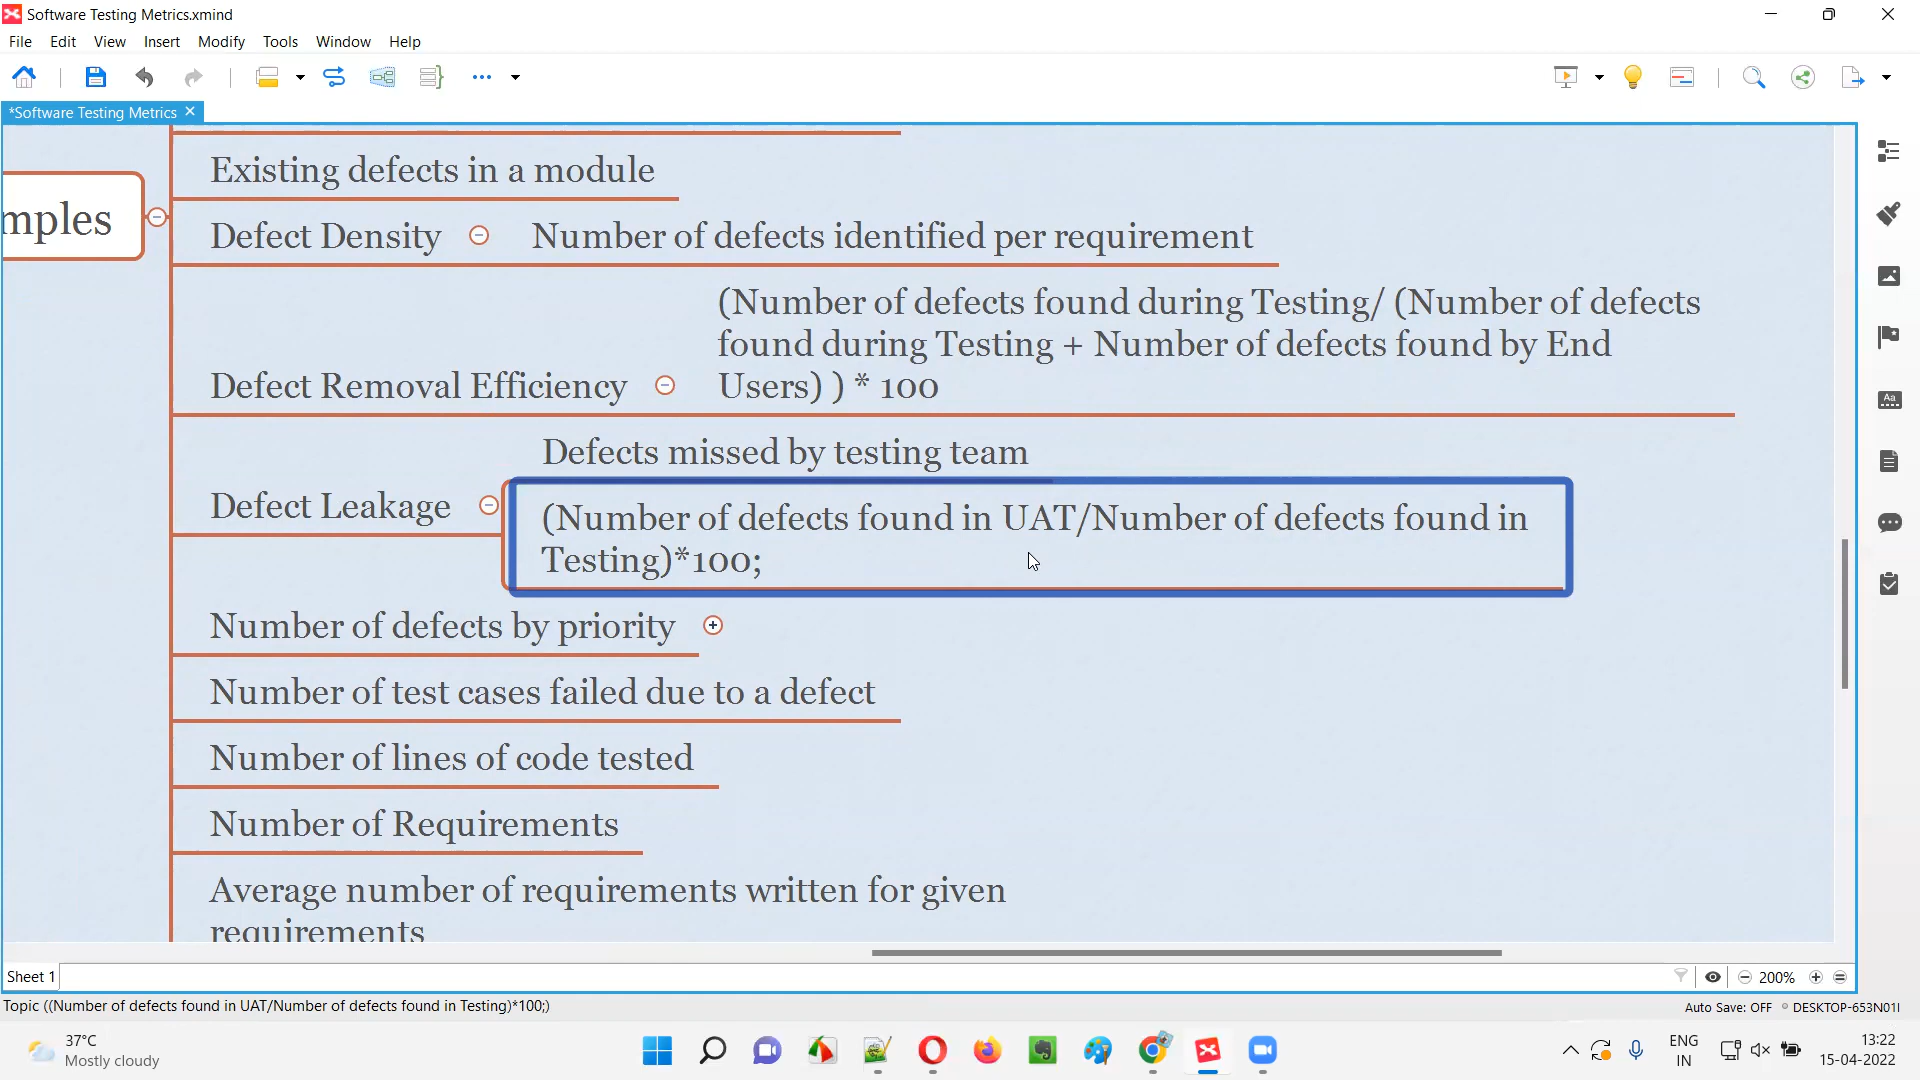 Software Testing Metrics.xmind
File Edit View Insert Modify Tools Window Help
*Software Testing Metrics
mples
Existing defects in a module
Defect Density Number of defects identified per requirement
(Number of defects found during Testing/ (Number of defects
found during Testing + Number of defects found by End
Defect Removal Efficiency Users) ) * 100
Defects missed by testing team
Defect Leakage
(Number of defects found in UAT/Number of defects found in
Testing)*100;
Number of defects by priority
Number of test cases failed due to a defect
Number of lines of code tested
Number of Requirements
Average number of requirements written for given
requirements
Aa
Sheet 1
200%
Topic ((Number of defects found in UAT/Number of defects found in Testing)*100;)
Auto Save: OFF DESKTOP-653N01I
37°C
Mostly cloudy
ENG
IN
13:22
15-04-2022